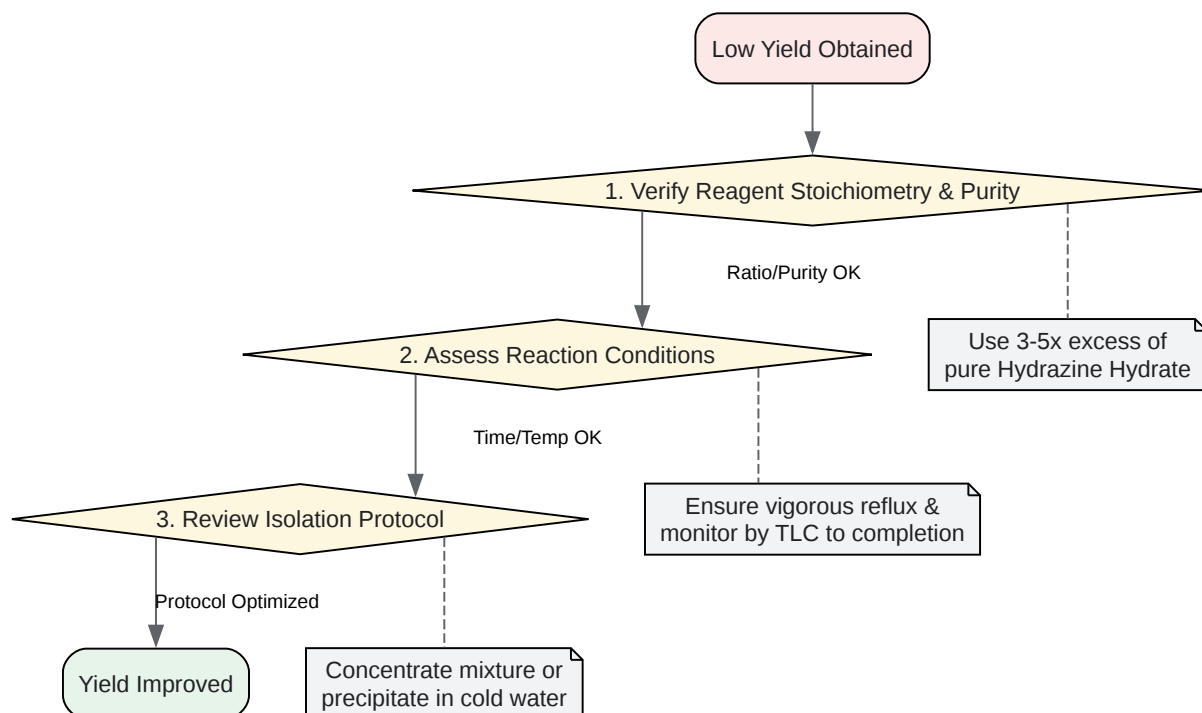 Low Yield Obtained
1. Verify Reagent Stoichiometry & Purity
Ratio/Purity OK
Use 3-5x excess of
pure Hydrazine Hydrate
2. Assess Reaction Conditions
Time/Temp OK
Ensure vigorous reflux &
monitor by TLC to completion
3. Review Isolation Protocol
Protocol Optimized
Yield Improved
Concentrate mixture or
precipitate in cold water